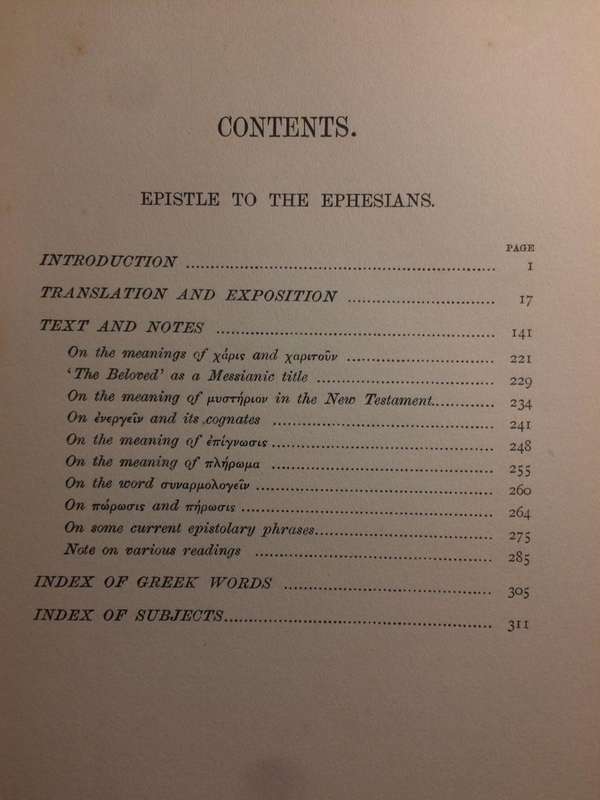 CONTENTS.
EPISTLE TO THE EPHESIANS.
PAGE
INTRODUCTION ........ 1
TRANSLATION AND EXPOSITION ........ 17
TEXT AND NOTES ........ 141
On the meanings of χάρις and χαριτοῦν ........ 221
'The Beloved' as a Messianic title ........ 229
On the meaning of μυστήριον in the New Testament ........ 234
On ἐνεργεῖν and its cognates ........ 241
On the meaning of ἐπίγνωσις ........ 248
On the meaning of πλήρωμα ........ 255
On the word συναρμολογεῖν ........ 260
On πώρωσις and πήρωσις ........ 264
On some current epistolary phrases ........ 275
Note on various readings ........ 285
INDEX OF GREEK WORDS ........ 305
INDEX OF SUBJECTS ........ 311